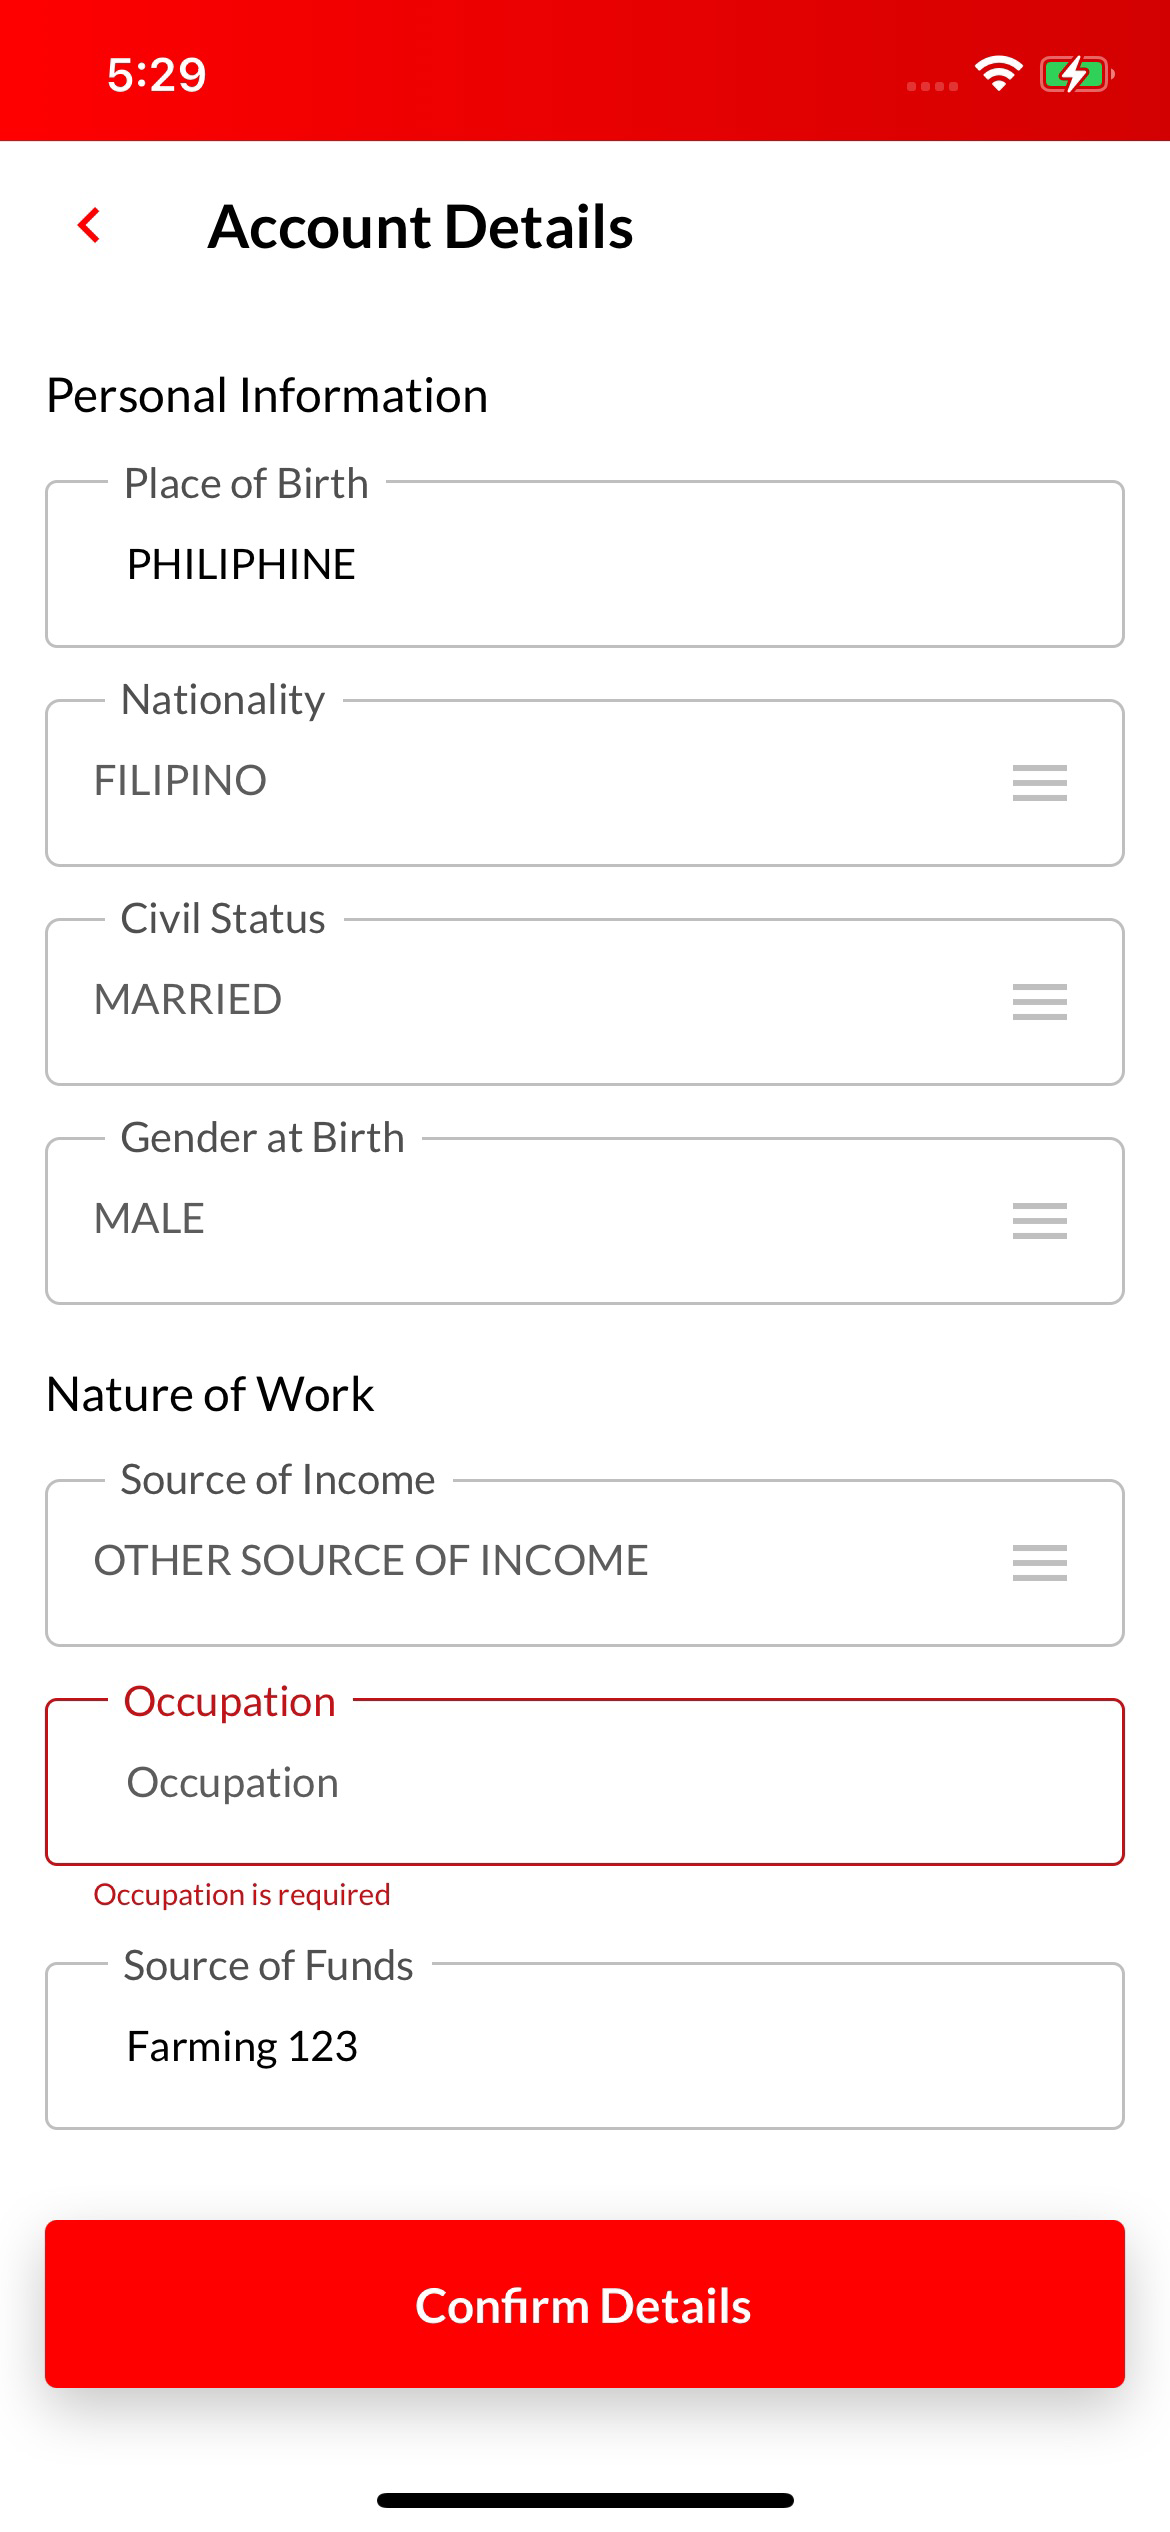 5:29
Account Details
Personal Information
Place of Birth
PHILIPHINE
Nationality
FILIPINO
Civil Status
MARRIED
Gender at Birth
MALE
Nature of Work
Source of Income
OTHER SOURCE OF INCOME
Occupation
Occupation
Occupation is required
Source of Funds
Farming 123
Confirm Details